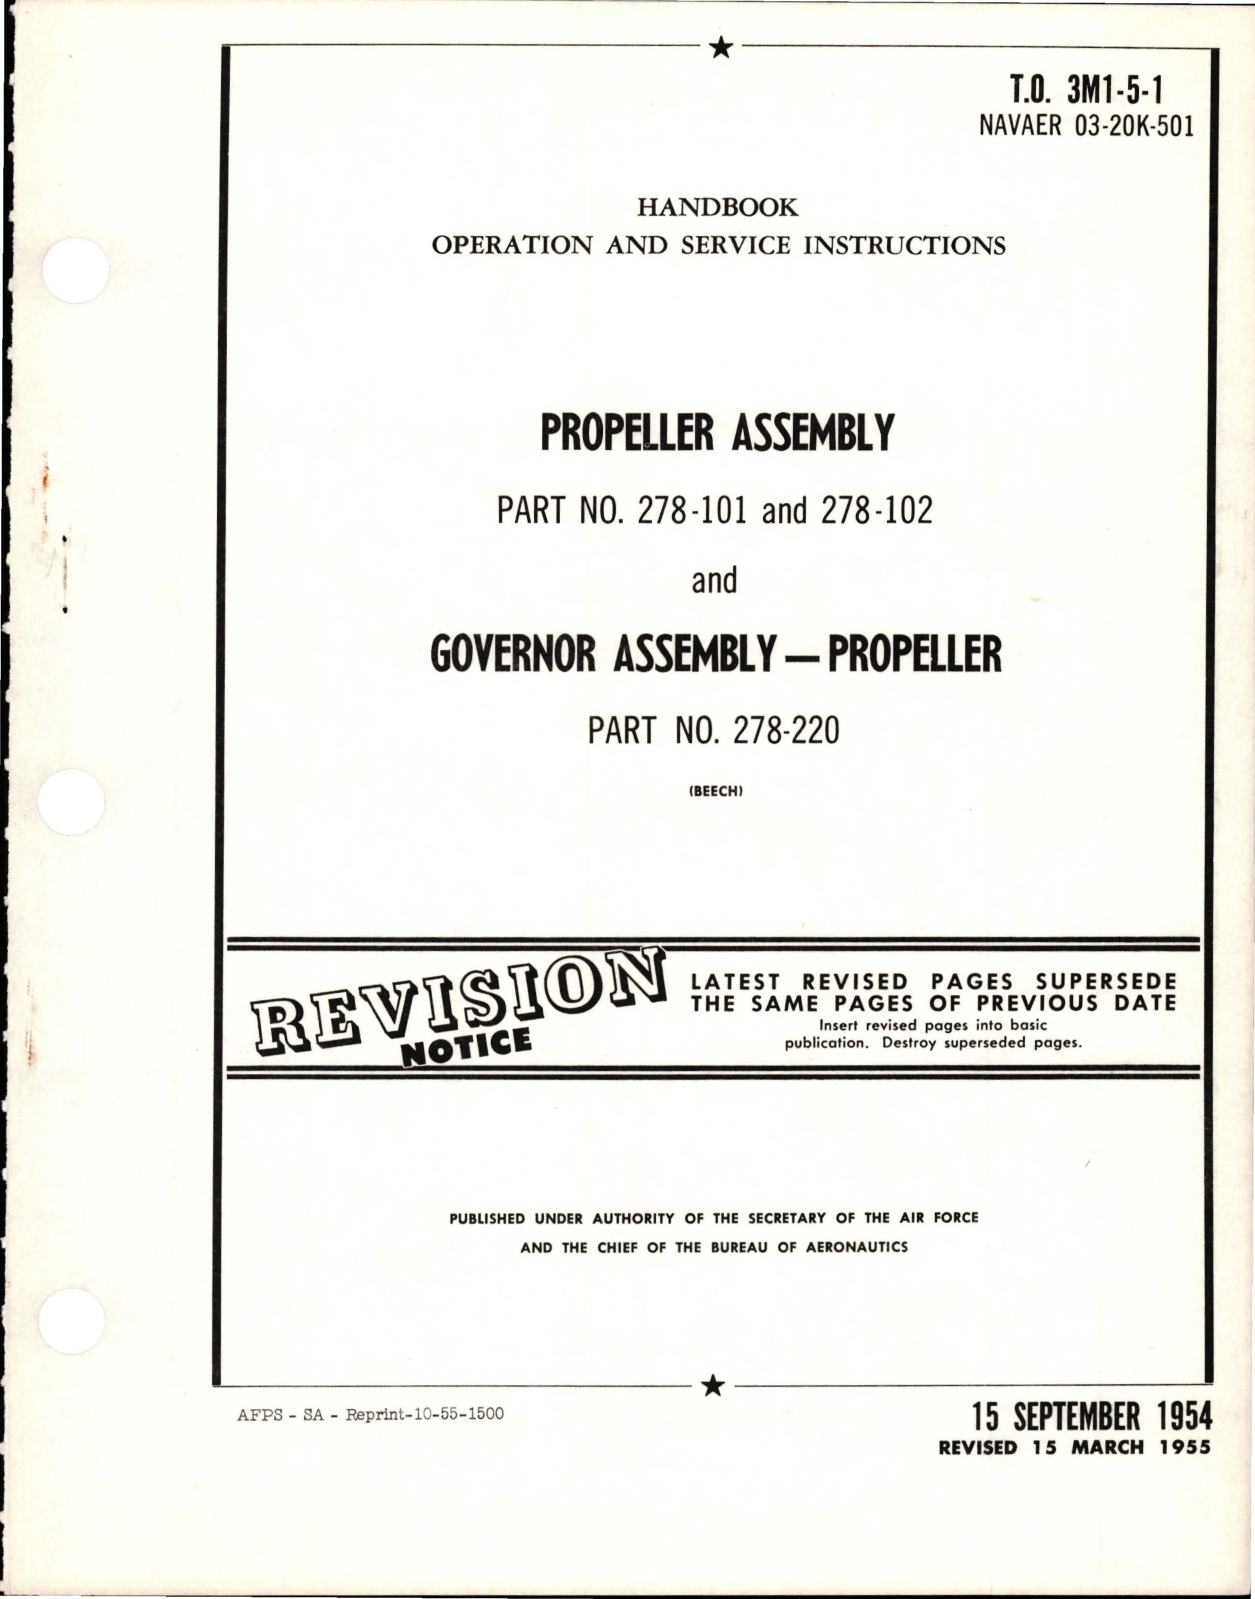 T.O. 3M1-5-1
NAVAER 03-20K-501
HANDBOOK
OPERATION AND SERVICE INSTRUCTIONS
PROPELLER ASSEMBLY
PART NO. 278-101 and 278-102
and
GOVERNOR ASSEMBLY — PROPELLER
PART NO. 278-220
(BEECH)
REVISION
NOTICE
LATEST REVISED PAGES SUPERSEDE
THE SAME PAGES OF PREVIOUS DATE
Insert revised pages into basic
publication. Destroy superseded pages.
PUBLISHED UNDER AUTHORITY OF THE SECRETARY OF THE AIR FORCE
AND THE CHIEF OF THE BUREAU OF AERONAUTICS
AFPS - SA - Reprint-10-55-1500
15 SEPTEMBER 1954
REVISED 15 MARCH 1955